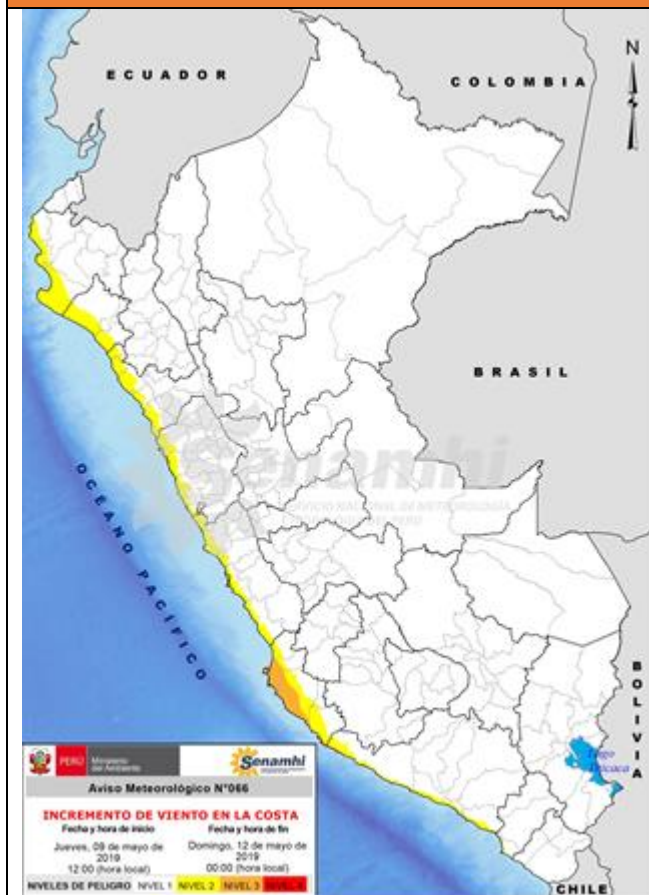 ECUADOR
COLOMBIA
N
BRASIL
Senamhi
OCÉANO PACÍFICO
BOLIVIA
Lago
Titicaca
PERÚ
Ministerio
del Ambiente
Senamhi
Aviso Meteorológico N°066
INCREMENTO DE VIENTO EN LA COSTA
Fecha y hora de inicio
Jueves, 09 de mayo de
2019
12:00 (hora local)
Fecha y hora de fin
Domingo, 12 de mayo de
2019
00:00 (hora local)
NIVELES DE PELIGRO NIVEL 1 NIVEL 2 NIVEL 3 NIVEL 4
CHILE